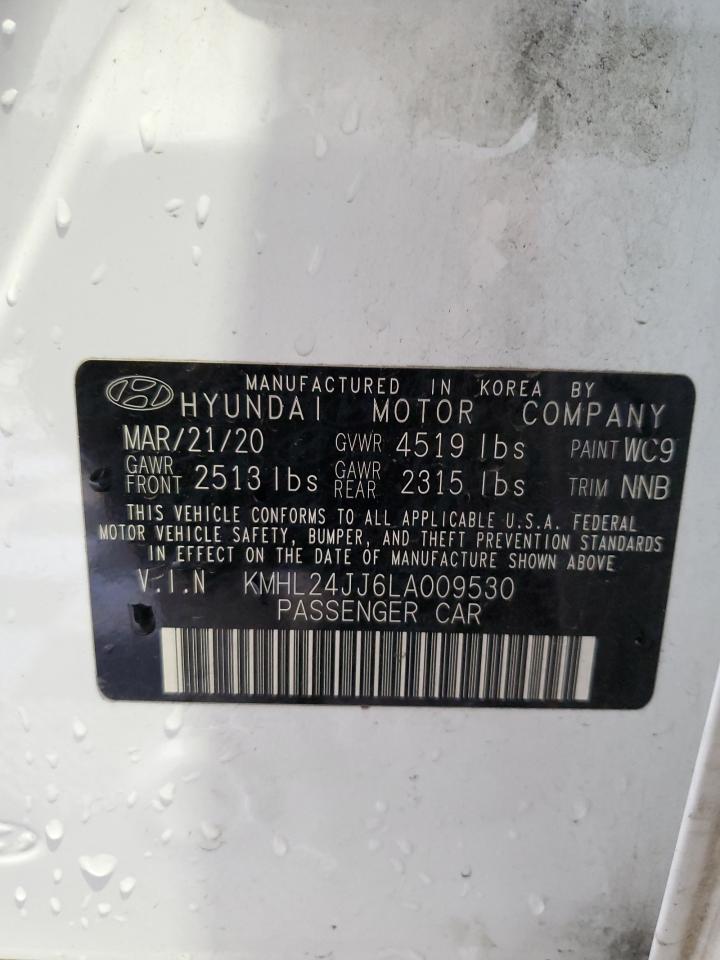 MANUFACTURED IN KOREA BY
HYUNDAI MOTOR COMPANY
MAR/21/20 GVWR 4519 lbs PAINT WC9
GAWR FRONT 2513 lbs GAWR REAR 2315 lbs TRIM NNB
THIS VEHICLE CONFORMS TO ALL APPLICABLE U.S.A. FEDERAL
MOTOR VEHICLE SAFETY, BUMPER, AND THEFT PREVENTION STANDARDS
IN EFFECT ON THE DATE OF MANUFACTURE SHOWN ABOVE
V.I.N KMHL24JJ6LA009530
PASSENGER CAR